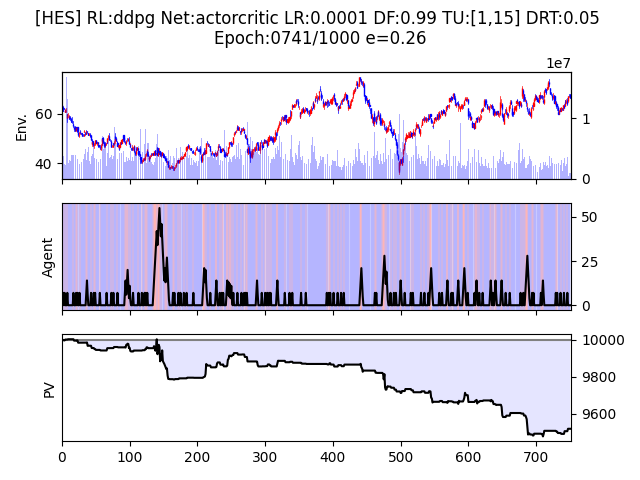 [HES] RL:ddpg Net:actorcritic LR:0.0001 DF:0.99 TU:[1,15] DRT:0.05
Epoch:0741/1000 e=0.26
1e7
Env.
60
40
1
0
Agent
50
25
0
PV
10000
9800
9600
0 100 200 300 400 500 600 700